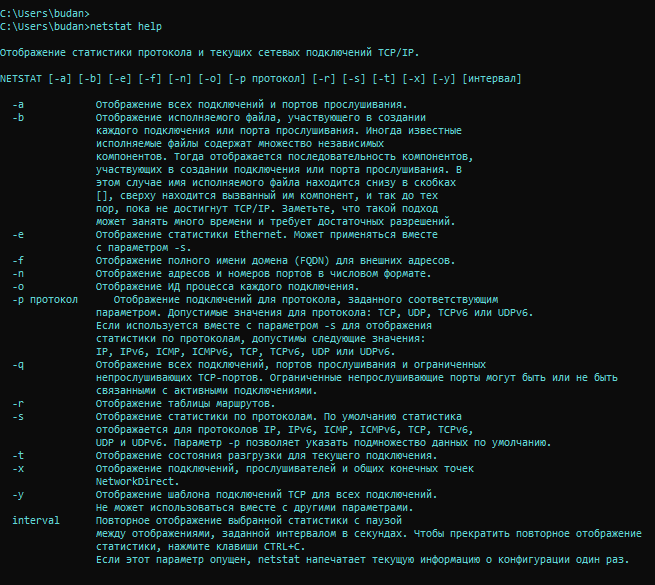 C:\Users\budan>
C:\Users\budan>netstat help
Отображение статистики протокола и текущих сетевых подключений TCP/IP.
NETSTAT [-a] [-b] [-e] [-f] [-n] [-o] [-p протокол] [-r] [-s] [-t] [-x] [-y] [интервал]
-a Отображение всех подключений и портов прослушивания.
-b Отображение исполняемого файла, участвующего в создании
каждого подключения или порта прослушивания. Иногда известные
исполняемые файлы содержат множество независимых
компонентов. Тогда отображается последовательность компонентов,
участвующих в создании подключения или порта прослушивания. В
этом случае имя исполняемого файла находится снизу в скобках
[], сверху находится вызванный им компонент, и так до тех
пор, пока не достигнут TCP/IP. Заметьте, что такой подход
может занять много времени и требует достаточных разрешений.
-e Отображение статистики Ethernet. Может применяться вместе
с параметром -s.
-f Отображение полного имени домена (FQDN) для внешних адресов.
-n Отображение адресов и номеров портов в числовом формате.
-o Отображение ИД процесса каждого подключения.
-p протокол Отображение подключений для протокола, заданного соответствующим
параметром. Допустимые значения для протокола: TCP, UDP, TCPv6 или UDPv6.
Если используется вместе с параметром -s для отображения
статистики по протоколам, допустимы следующие значения:
IP, IPv6, ICMP, ICMPv6, TCP, TCPv6, UDP или UDPv6.
-q Отображение всех подключений, портов прослушивания и ограниченных
непрослушивающих TCP-портов. Ограниченные непрослушивающие порты могут быть или не быть
связанными с активными подключениями.
-r Отображение таблицы маршрутов.
-s Отображение статистики по протоколам. По умолчанию статистика
отображается для протоколов IP, IPv6, ICMP, ICMPv6, TCP, TCPv6,
UDP и UDPv6. Параметр -p позволяет указать подмножество данных по умолчанию.
-t Отображение состояния разгрузки для текущего подключения.
-x Отображение подключений, прослушивателей и общих конечных точек
NetworkDirect.
-y Отображение шаблона подключений TCP для всех подключений.
Не может использоваться вместе с другими параметрами.
interval Повторное отображение выбранной статистики с паузой
между отображениями, заданной интервалом в секундах. Чтобы прекратить повторное отображение
статистики, нажмите клавиши CTRL+C.
Если этот параметр опущен, netstat напечатает текущую информацию о конфигурации один раз.